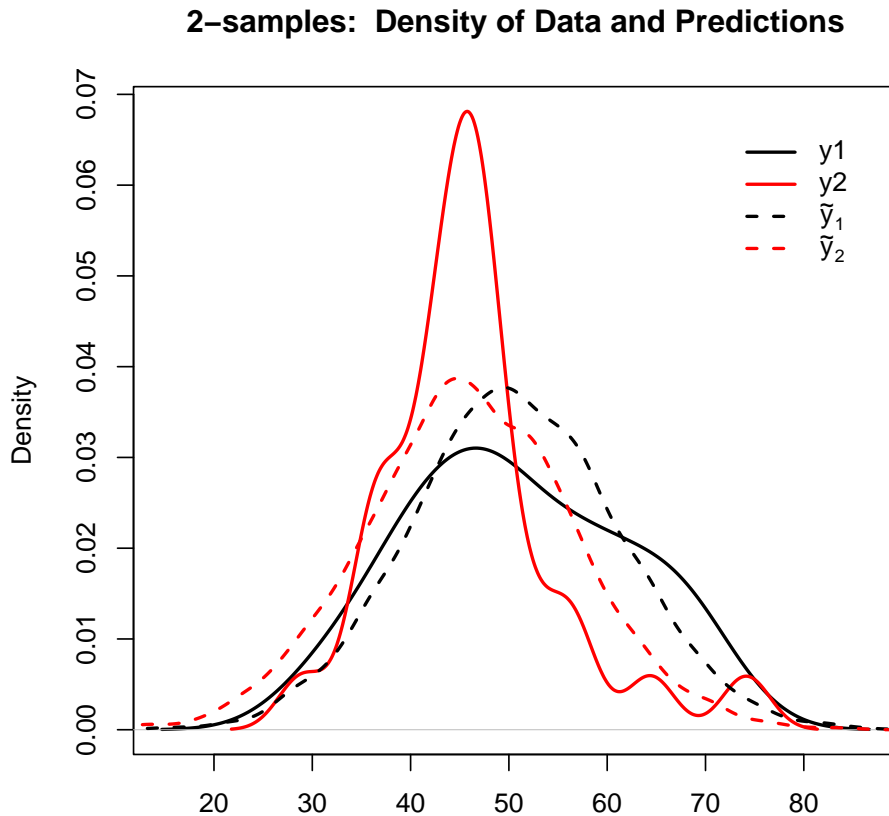 2−samples:  Density of Data and Predictions
Density
0.07
0.06
0.05
0.04
0.03
0.02
0.01
0.00
20 30 40 50 60 70 80
y1
y2
ỹ₁
ỹ₂